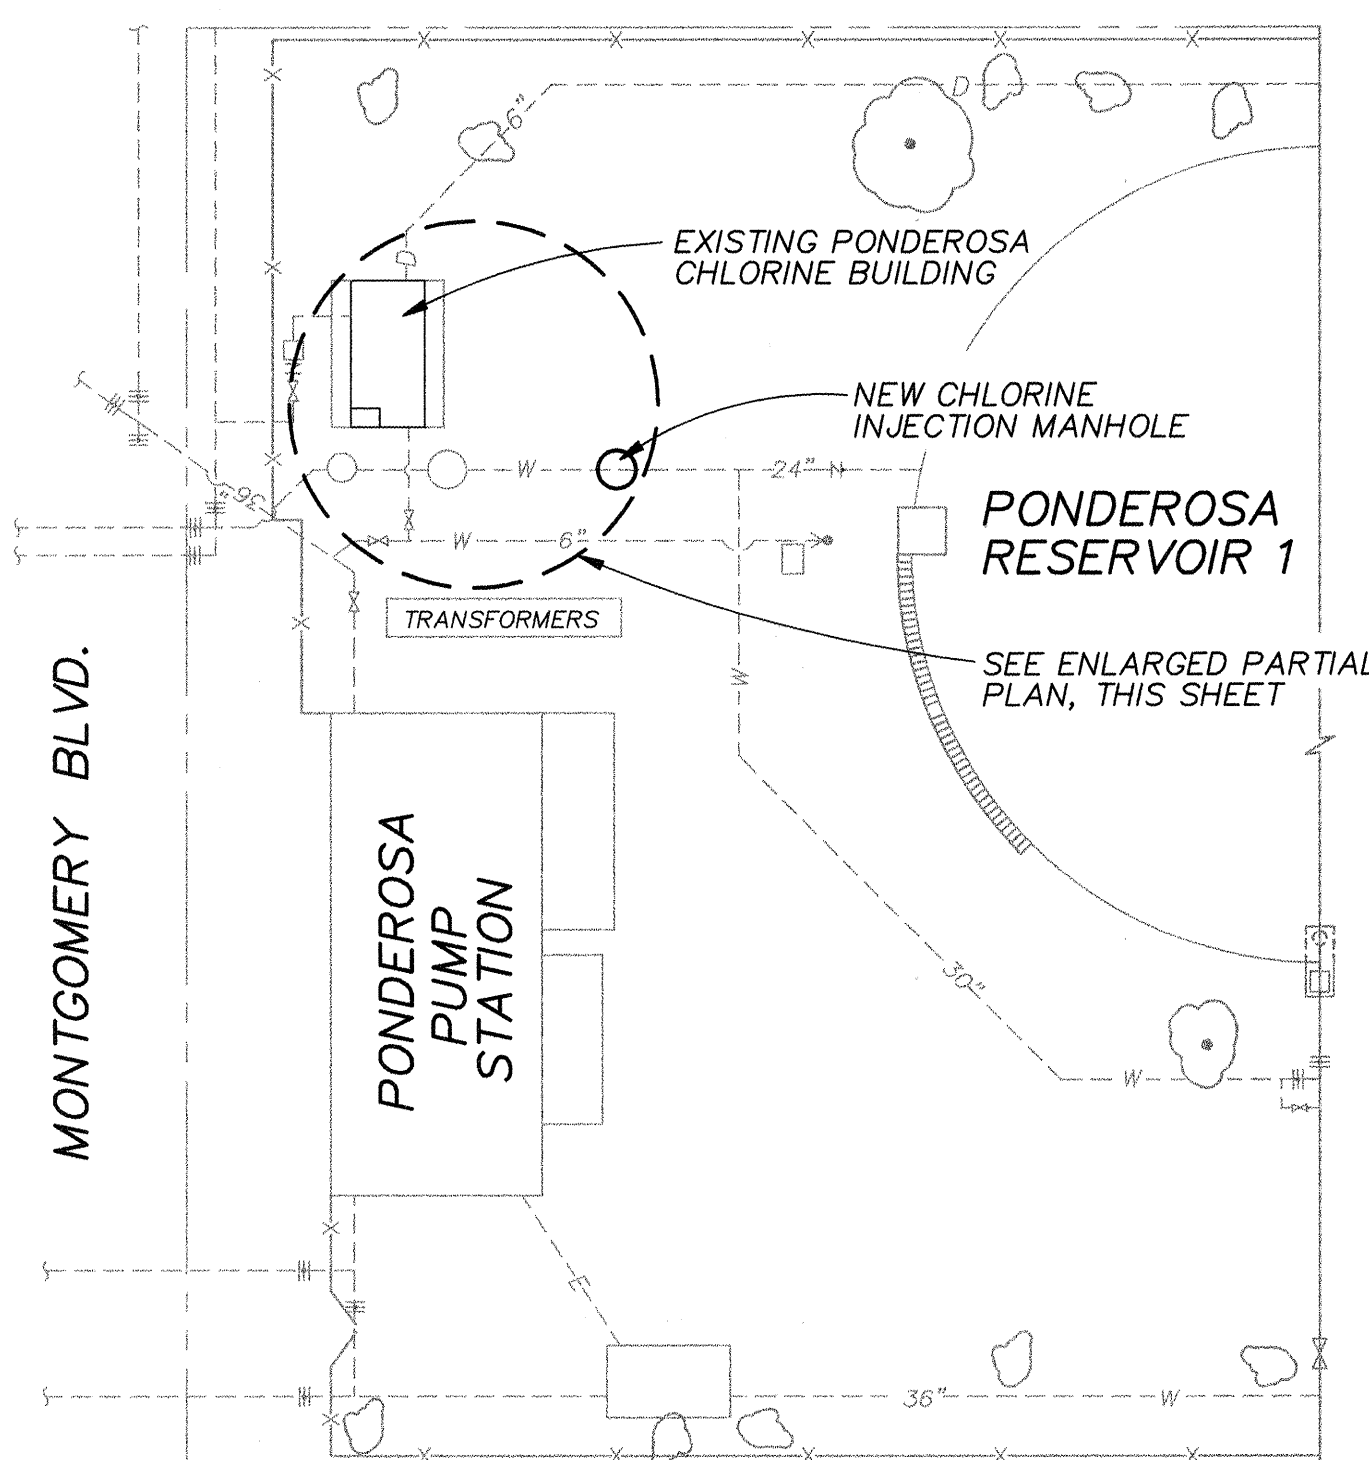 D
6"
D
EXISTING PONDEROSA
CHLORINE BUILDING
NEW CHLORINE
INJECTION MANHOLE
W
24"
36"
W
6"
PONDEROSA
RESERVOIR 1
TRANSFORMERS
SEE ENLARGED PARTIAL
PLAN, THIS SHEET
W
MONTGOMERY BLVD.
PONDEROSA
PUMP
STATION
30"
W
E
36"
W